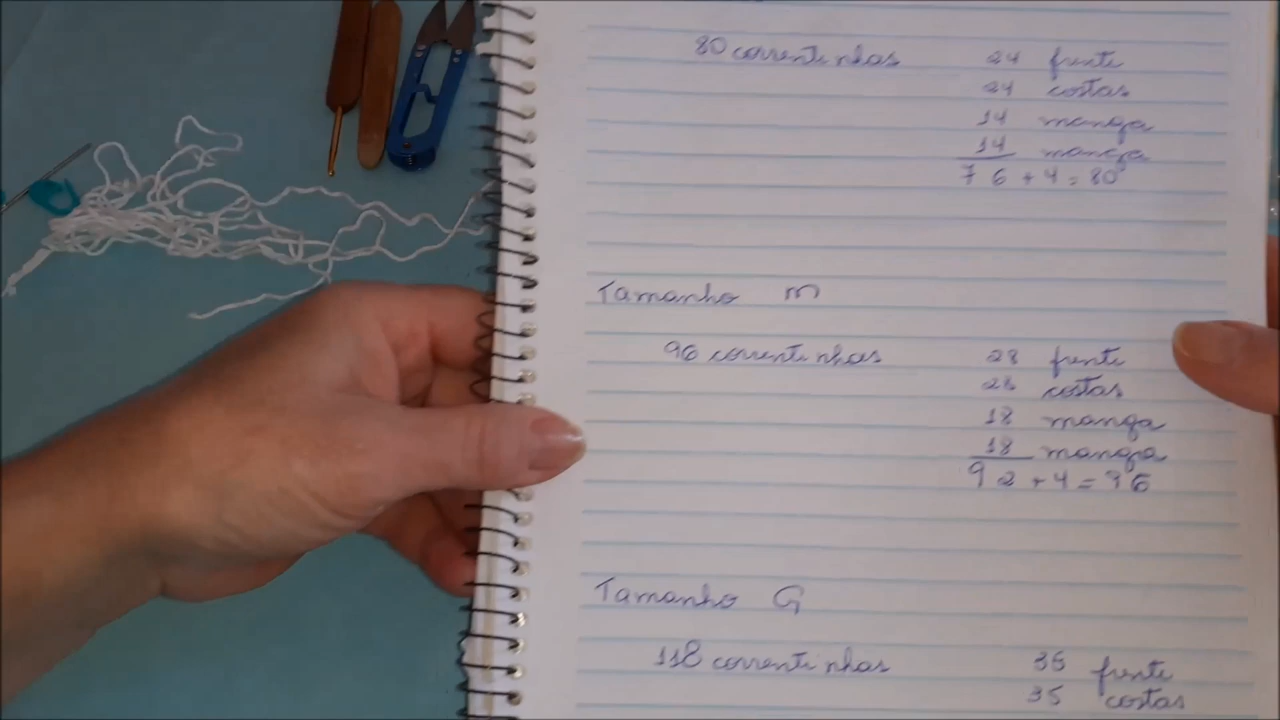 80 correntinhas 24 frente
24 costas
14 manga
14 manga
76 + 4 = 80
Tamanho M
96 correntinhas 28 frente
28 costas
18 manga
18 manga
92 + 4 = 96
Tamanho G
118 correntinhas 35 frente
35 costas